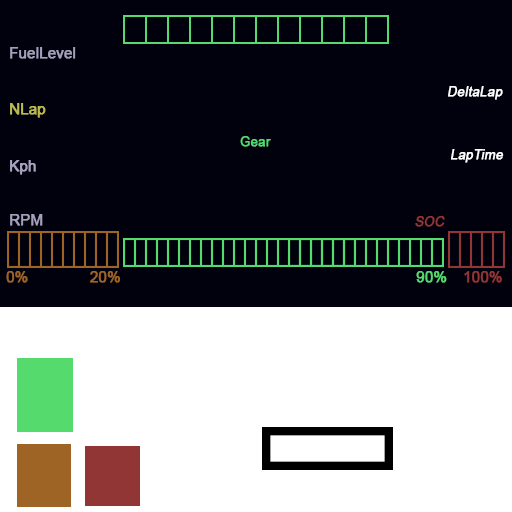 FuelLevel
DeltaLap
NLap
Gear
LapTime
Kph
RPM
SOC
0% 20% 90% 100%